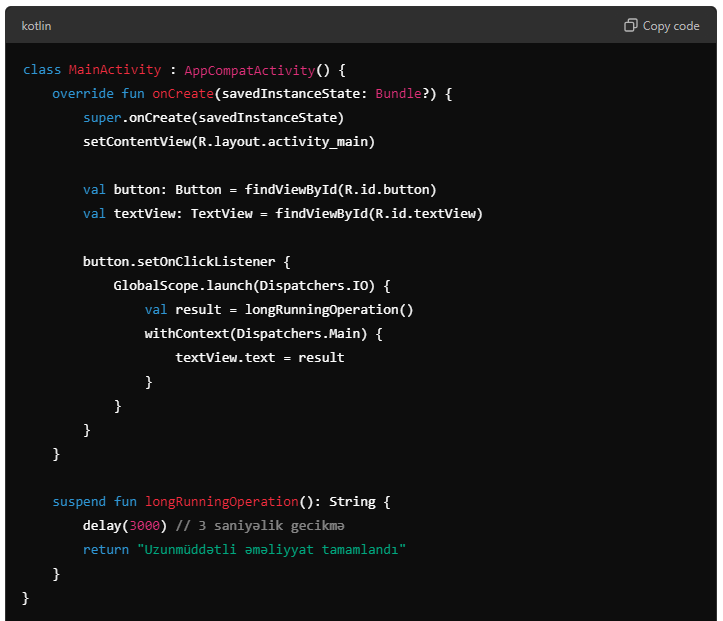 kotlin
Copy code
class MainActivity : AppCompatActivity() {
    override fun onCreate(savedInstanceState: Bundle?) {
        super.onCreate(savedInstanceState)
        setContentView(R.layout.activity_main)
        val button: Button = findViewById(R.id.button)
        val textView: TextView = findViewById(R.id.textView)
        button.setOnClickListener {
            GlobalScope.launch(Dispatchers.IO) {
                val result = longRunningOperation()
                withContext(Dispatchers.Main) {
                    textView.text = result
                }
            }
        }
    }
    suspend fun longRunningOperation(): String {
        delay(3000) // 3 saniyəlik gecikmə
        return "Uzunmüddətli əməliyyat tamamlandı"
    }
}